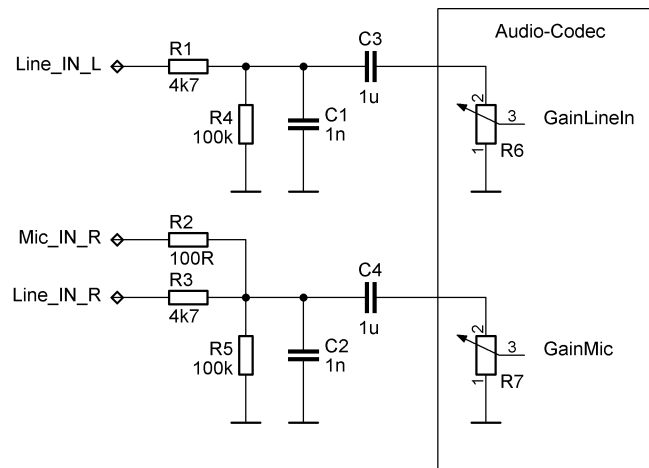 Audio-Codec
R1
C3
Line_IN_L
4k7
1u
R4
100k
C1
1n
2
3
GainLineIn
1
R6
R2
Mic_IN_R
100R
R3
C4
Line_IN_R
4k7
1u
R5
100k
C2
1n
2
3
GainMic
1
R7